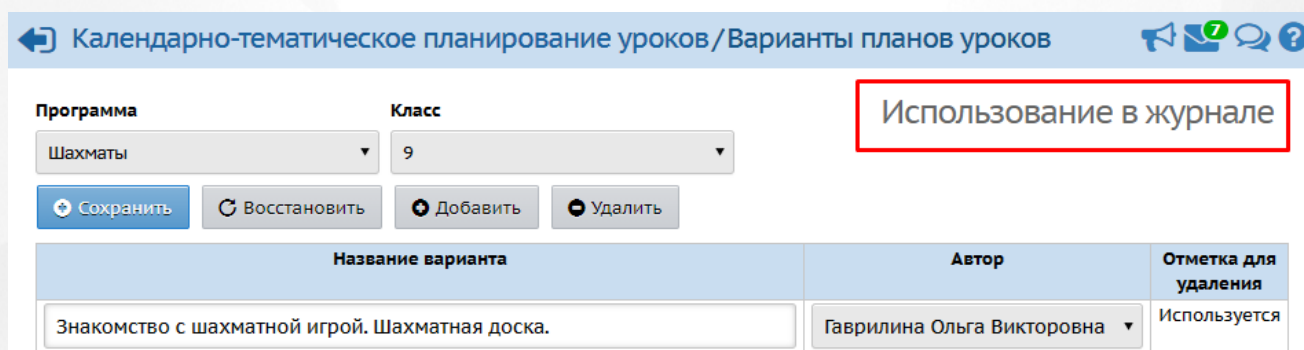 Календарно-тематическое планирование уроков/Варианты планов уроков 7 ?
Использование в журнале
Программа Класс
Шахматы 9
Сохранить Восстановить Добавить Удалить
Название варианта Автор Отметка для
удаления
Знакомство с шахматной игрой. Шахматная доска. Гаврилина Ольга Викторовна Используется